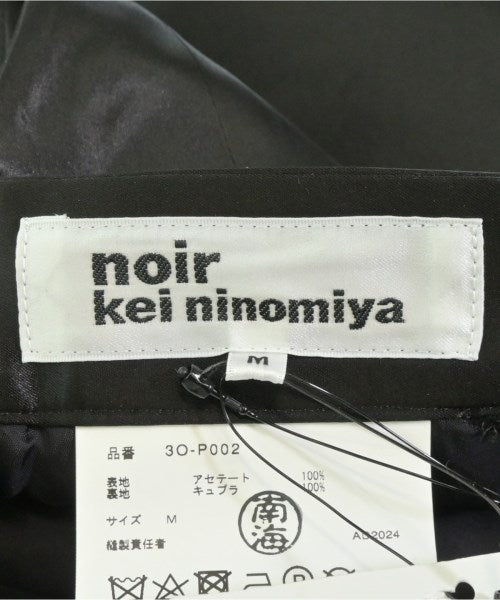 noir
kei ninomiya
M
品番 3O-P002
表地 アセテート 100%
裏地 キュプラ 100%
サイズ M
縫製責任者
南海
AD2024